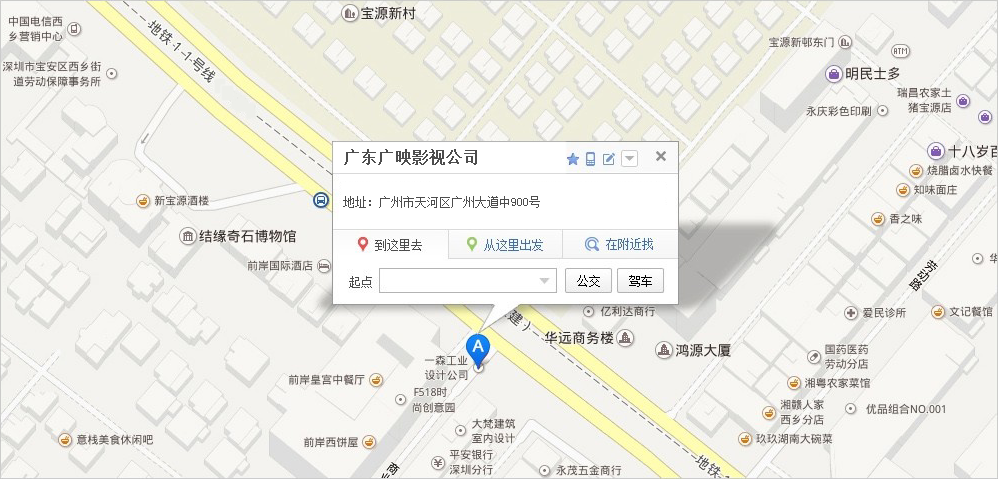 宝源新村
中国电信西
乡营销中心
地铁1-1-号线
宝源新邨东门
ATM
深圳市宝安区西乡街
道劳动保障事务所
明民士多
瑞昌农家土
猪宝源店
永庆彩色印刷
广东广映影视公司
十八岁百
烧腊卤水快餐
知味面庄
新宝源酒楼
地址：广州市天河区广州大道中900号
香之味
结缘奇石博物馆
到这里去
从这里出发
在附近找
前岸国际酒店
华
劳动路
起点
公交
驾车
亿利达商行
爱民诊所
文记餐馆
建）
华远商务楼
鸿源大厦
A
国药医药
劳动分店
一森工业
设计公司
前岸皇宫中餐厅
湘粤农家菜馆
F518时
尚创意园
湘赣人家
西乡分店
优品组合NO.001
大梵建筑
室内设计
意栈美食休闲吧
前岸西饼屋
玖玖湖南大碗菜
平安银行
深圳分行
商业
永茂五金商行
地铁1